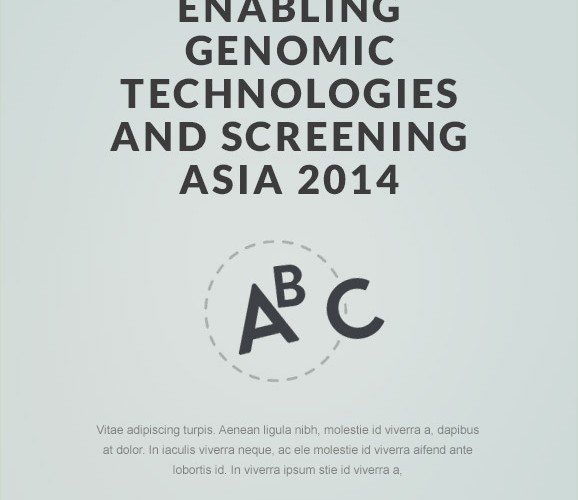 ENABLING
GENOMIC
TECHNOLOGIES
AND SCREENING
ASIA 2014
ABC
Vitae adipiscing turpis. Aenean ligula nibh, molestie id viverra a, dapibus
at dolor. In iaculis viverra neque, ac ele molestie id viverra aifend ante
lobortis id. In viverra ipsum stie id viverra a,